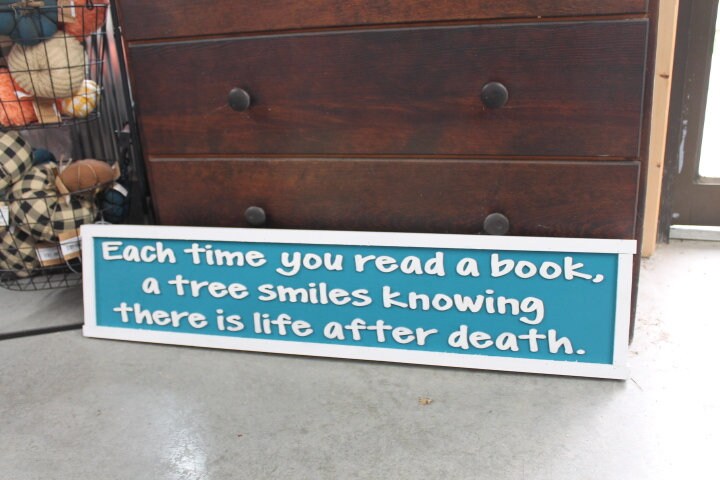 Each time you read a book,
a tree smiles knowing
there is life after death.